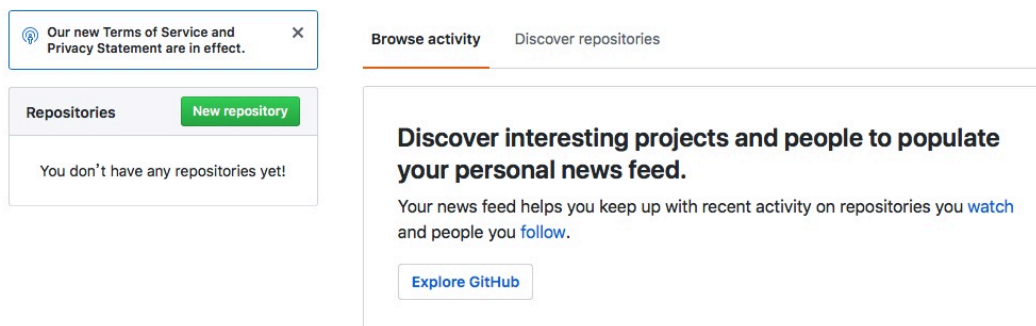 Our new Terms of Service and
Privacy Statement are in effect.
Repositories
New repository
You don’t have any repositories yet!
Browse activity
Discover repositories
Discover interesting projects and people to populate
your personal news feed.
Your news feed helps you keep up with recent activity on repositories you watch
and people you follow.
Explore GitHub